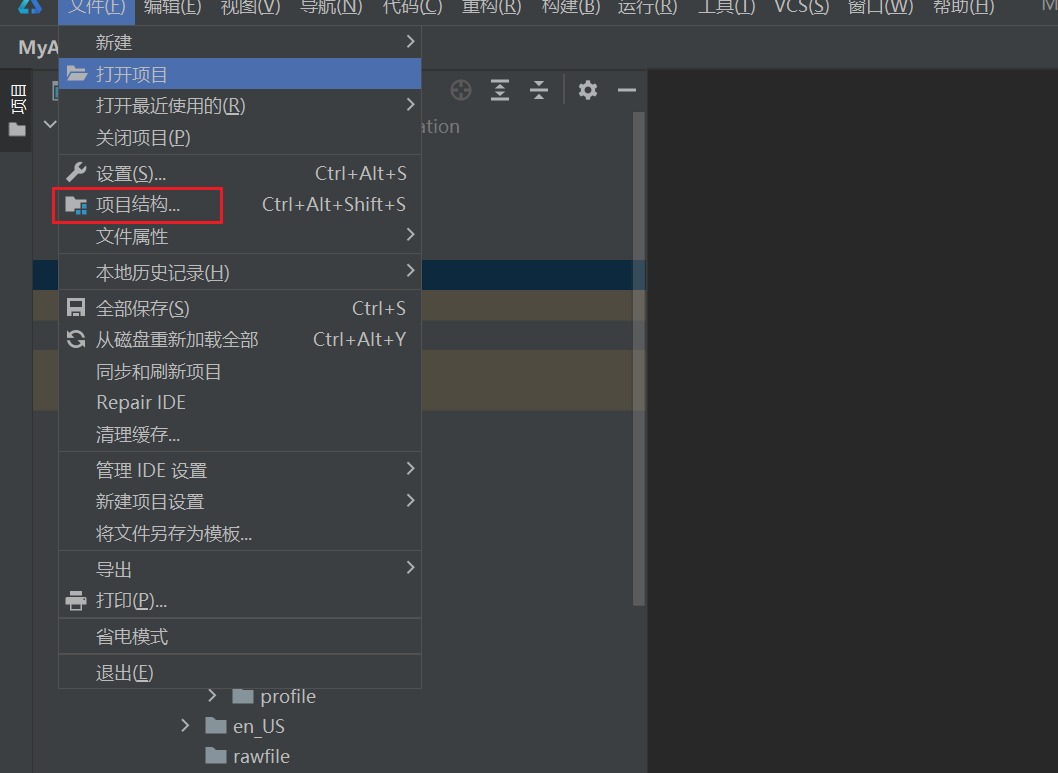 文件(F) 编辑(E) 视图(V) 导航(N) 代码(C) 重构(R) 构建(B) 运行(R) 工具(T) VCS(S) 窗口(W) 帮助(H) M
MyA
项目
新建
打开项目
打开最近使用的(R)
ation
关闭项目(P)
设置(S)... Ctrl+Alt+S
项目结构... Ctrl+Alt+Shift+S
文件属性
本地历史记录(H)
全部保存(S) Ctrl+S
从磁盘重新加载全部 Ctrl+Alt+Y
同步和刷新项目
Repair IDE
清理缓存...
管理 IDE 设置
新建项目设置
将文件另存为模板...
导出
打印(P)...
省电模式
退出(E)
profile
en_US
rawfile